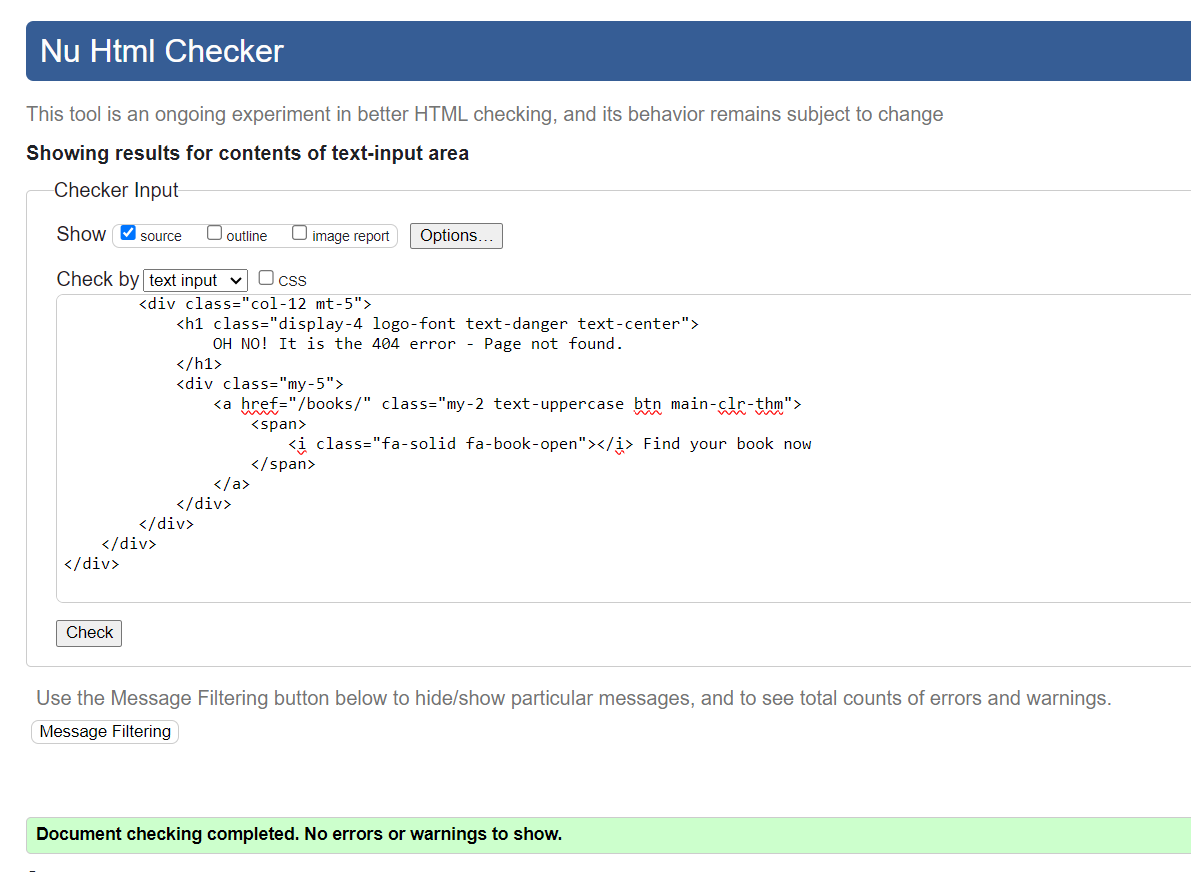 Nu Html Checker
This tool is an ongoing experiment in better HTML checking, and its behavior remains subject to change
Showing results for contents of text-input area
Checker Input
Show source outline image report Options...
Check by text input CSS
<div class="col-12 mt-5">
<h1 class="display-4 logo-font text-danger text-center">
OH NO! It is the 404 error - Page not found.
</h1>
<div class="my-5">
<a href="/books/" class="my-2 text-uppercase btn main-clr-thm">
<span>
<i class="fa-solid fa-book-open"></i> Find your book now
</span>
</a>
</div>
</div>
</div>
</div>
Check
Use the Message Filtering button below to hide/show particular messages, and to see total counts of errors and warnings.
Message Filtering
Document checking completed. No errors or warnings to show.